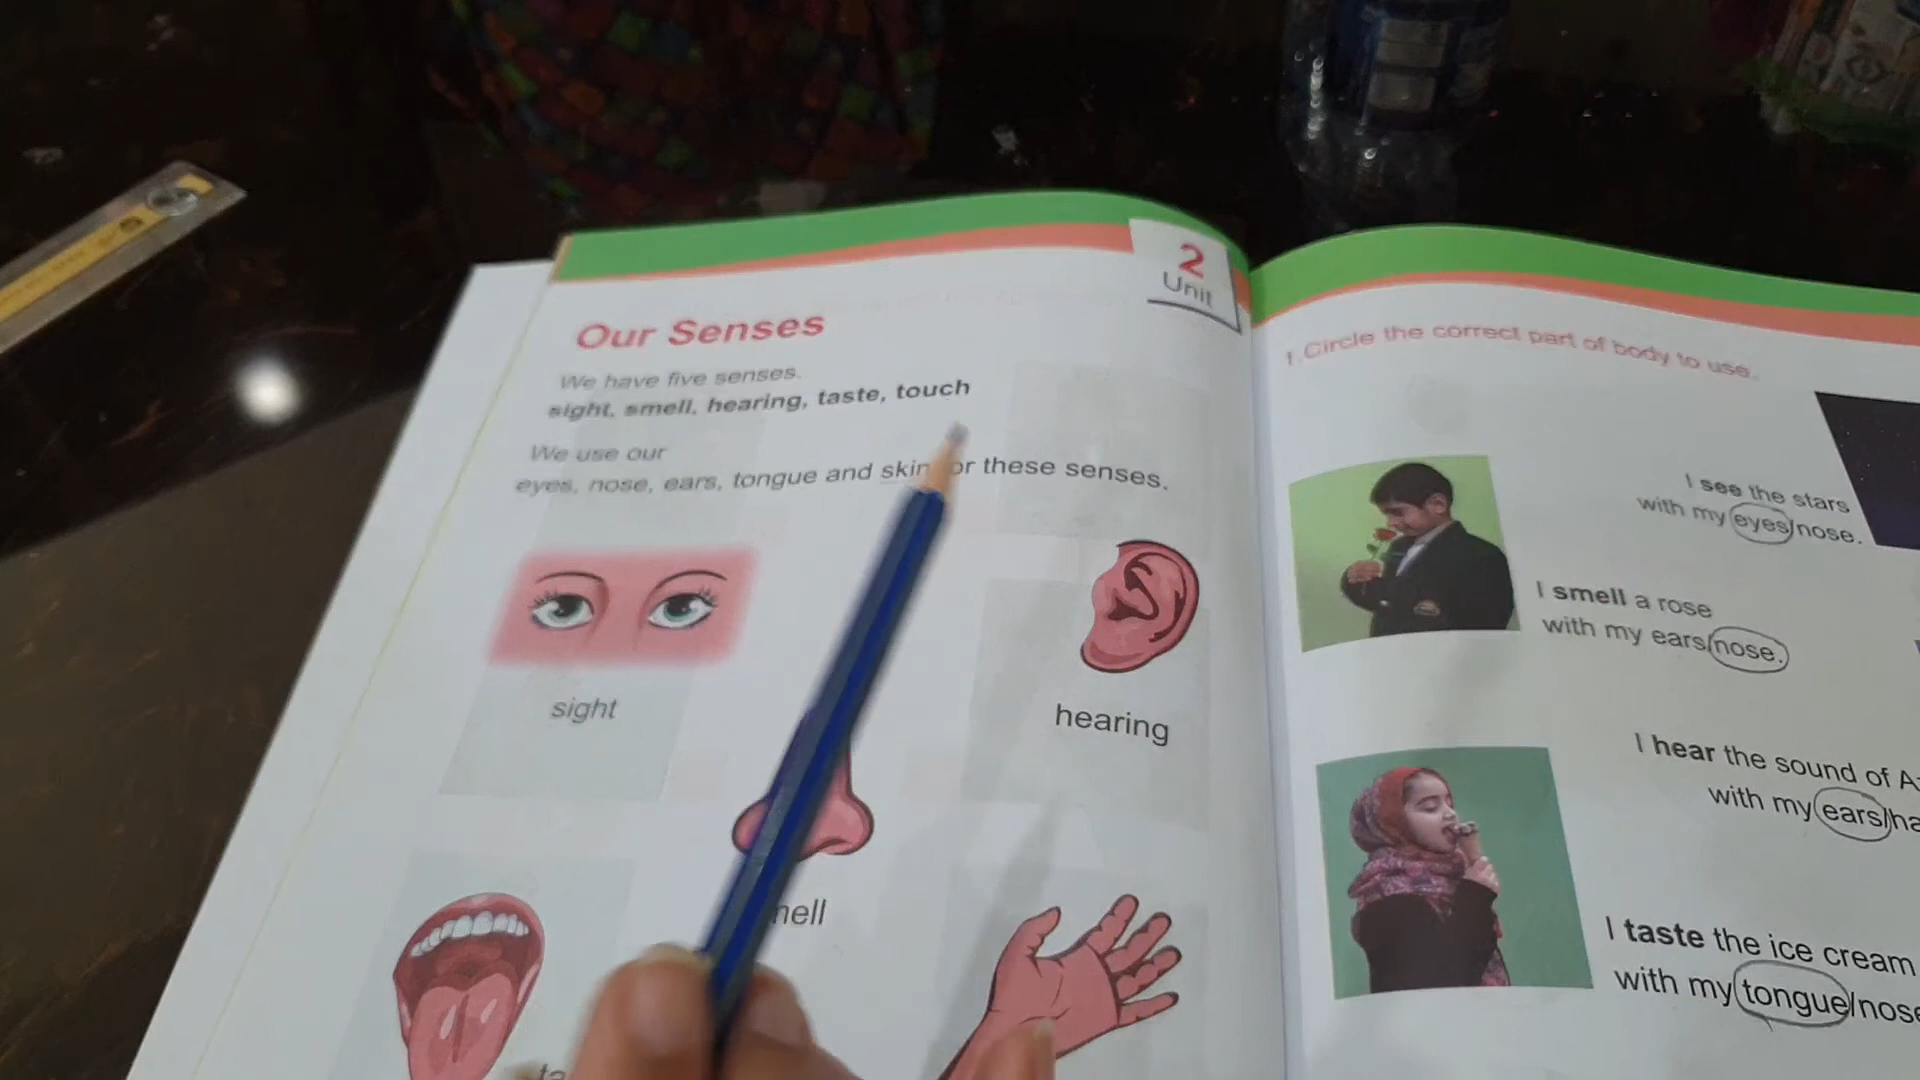 2
Unit
Our Senses
We have five senses.
sight, smell, hearing, taste, touch
We use our
eyes, nose, ears, tongue and skin for these senses.
sight
hearing
1. Circle the correct part of body to use.
I see the stars
with my eyes/nose.
I smell a rose
with my ears/nose.
I hear the sound of
with my ears/
I taste the ice cream
with my tongue/nose